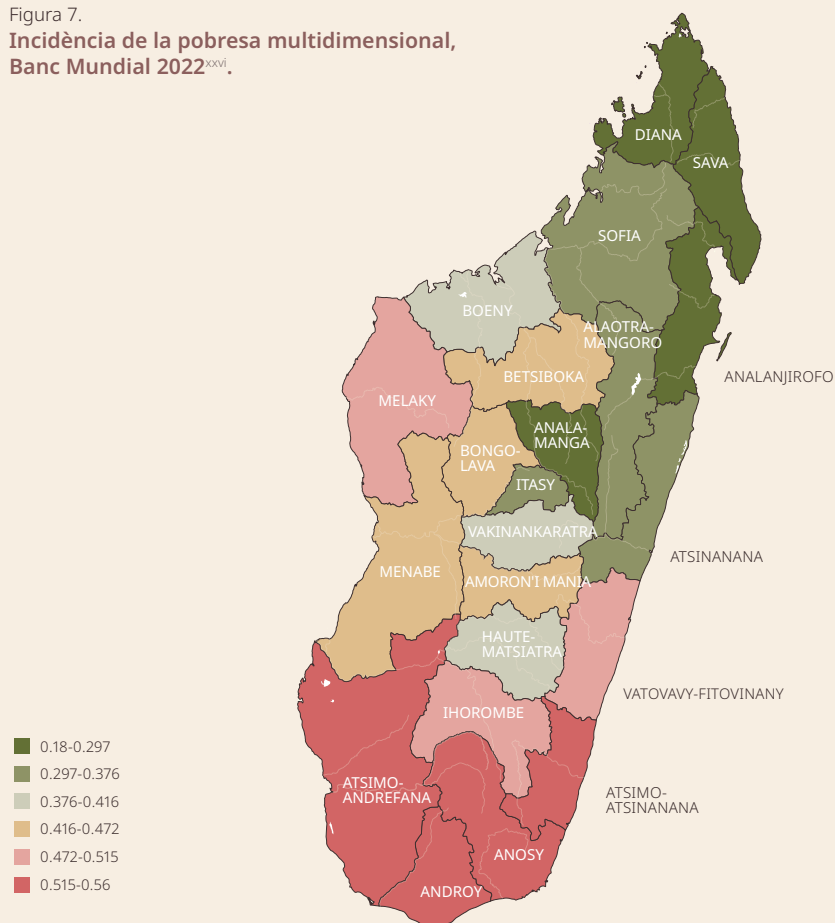 Figura 7.
Incidència de la pobresa multidimensional,
Banc Mundial 2022xxvi.
DIANA
SAVA
SOFIA
BOENY
ALAOTRA-
MANGORO
BETSIBOKA
ANALANJIROFO
MELAKY
ANALA-
MANGA
BONGO-
LAVA
ITASY
VAKINANKARATRA
ATSINANANA
MENABE
AMORON'I MANIA
HAUTE-
MATSIATRA
VATOVAVY-FITOVINANY
IHOROMBE
ATSIMO-
ANDREFANA
ATSIMO-
ATSINANANA
ANOSY
ANDROY
0.18-0.297
0.297-0.376
0.376-0.416
0.416-0.472
0.472-0.515
0.515-0.56